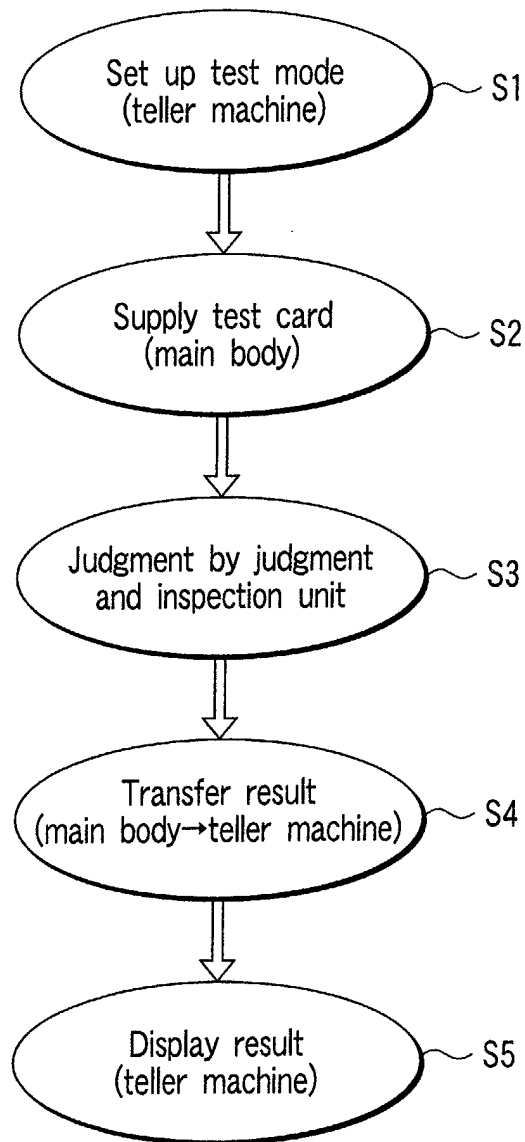 Set up test mode
(teller machine)
S1
Supply test card
(main body)
S2
Judgment by judgment
and inspection unit
S3
Transfer result
(main body→teller machine)
S4
Display result
(teller machine)
S5